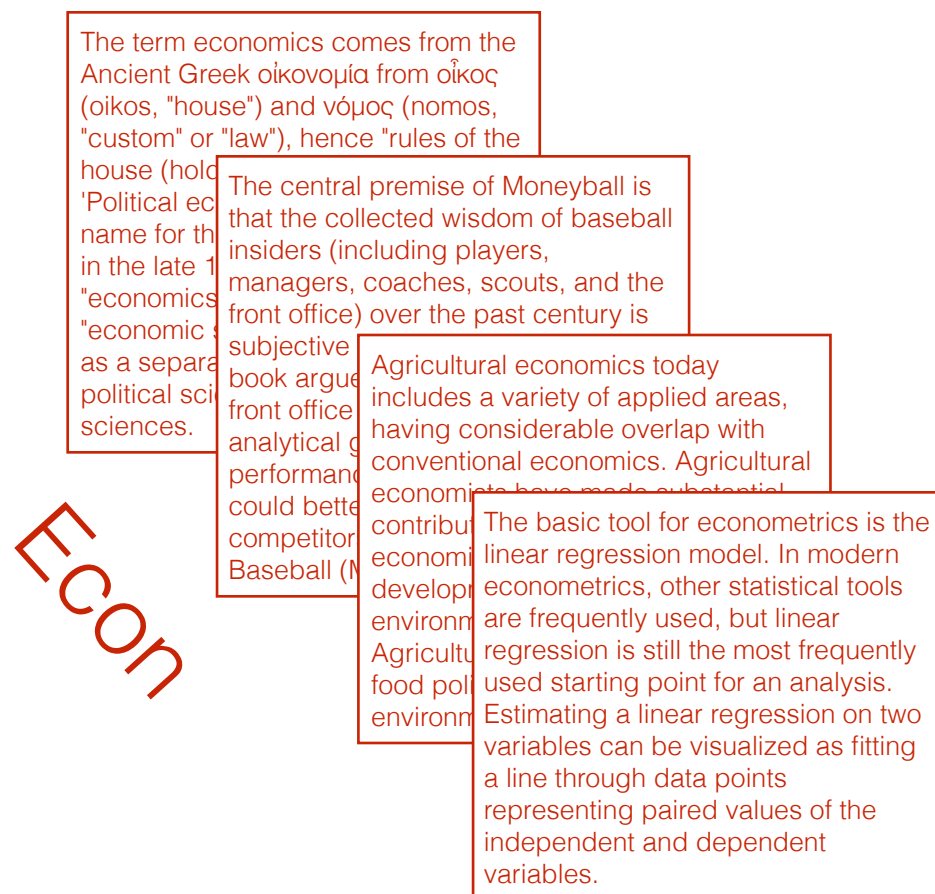 The term economics comes from the
Ancient Greek οἰκονομία from οἶκος
(oikos, "house") and νόμος (nomos,
"custom" or "law"), hence "rules of the
house
'Political
name for
in the late
"economics
"economic
as a
political
sciences.
The central premise of Moneyball is
that the collected wisdom of baseball
insiders (including players,
managers, coaches, scouts, and the
front office) over the past century is
subjective
book
front office
analytical
could
Baseball
Agricultural economics today
includes a variety of applied areas,
having considerable overlap with
conventional economics. Agricultural
economists have made substantial
food
The basic tool for econometrics is the
linear regression model. In modern
econometrics, other statistical tools
are frequently used, but linear
regression is still the most frequently
used starting point for an analysis.
Estimating a linear regression on two
variables can be visualized as fitting
a line through data points
representing paired values of the
independent and dependent
variables.
Econ